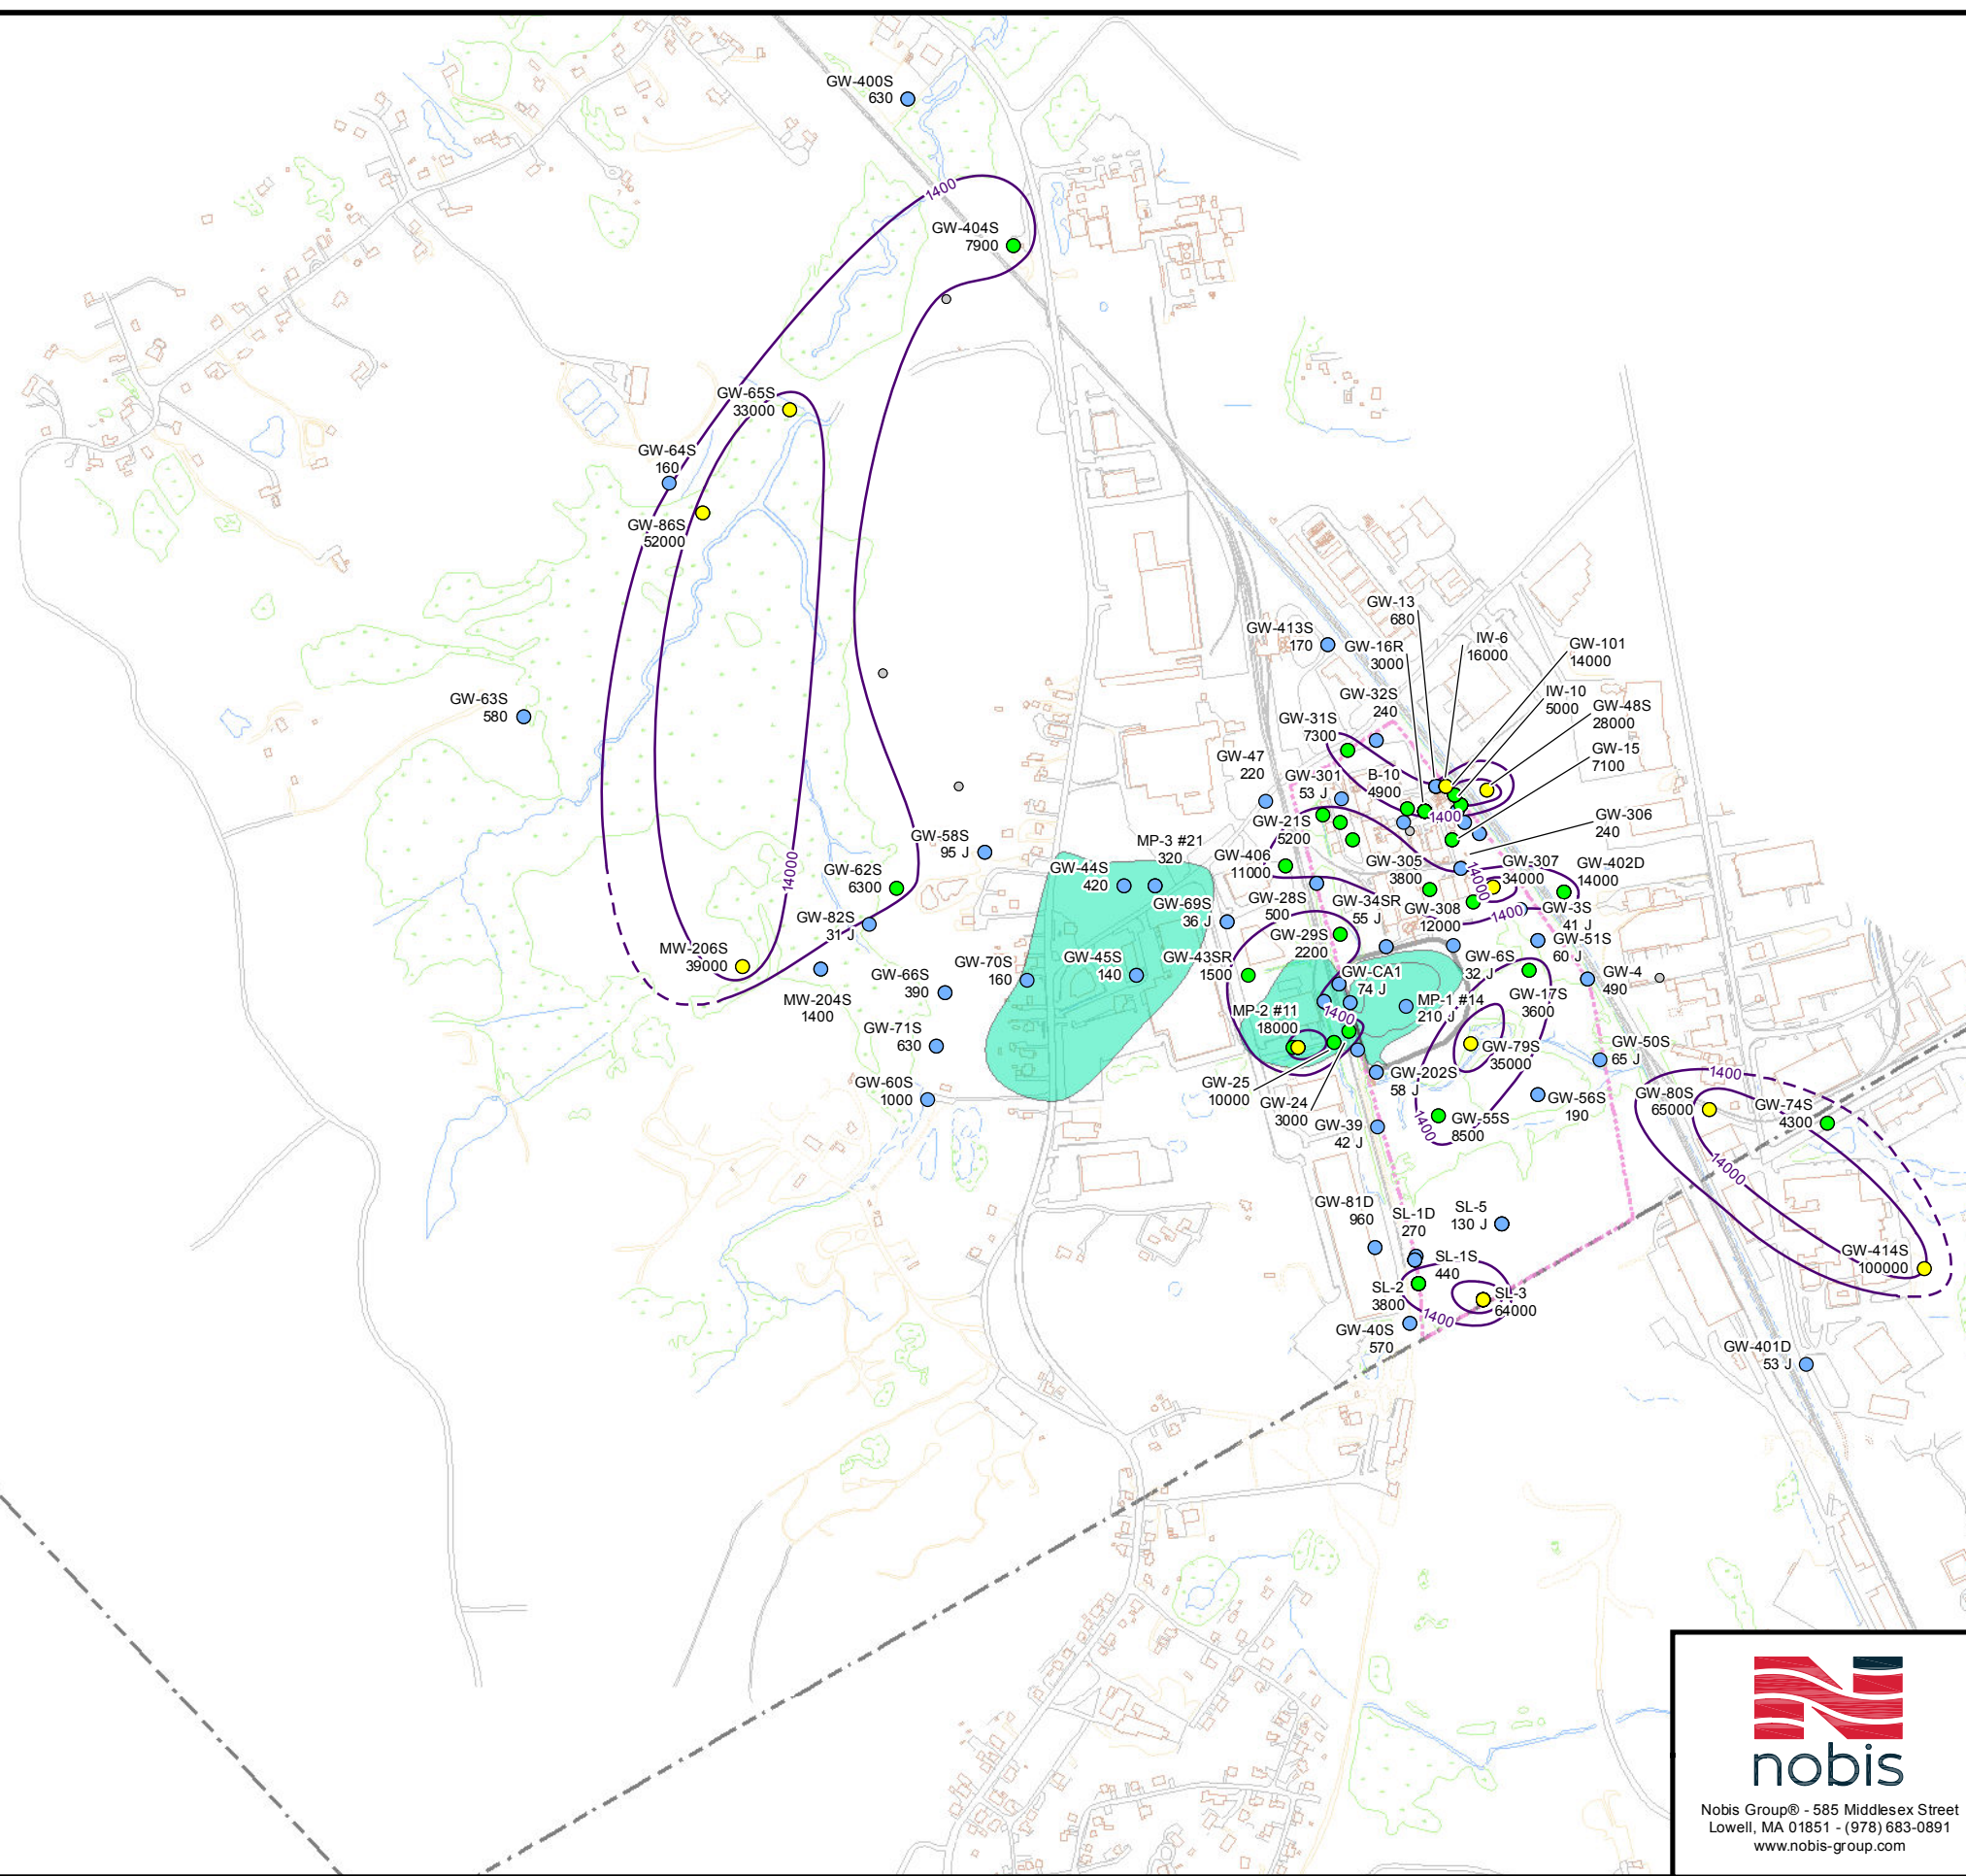 GW-400S
630
1400
GW-404S
7900
GW-65S
33000
GW-64S
160
GW-86S
52000
GW-63S
580
GW-13
680
GW-413S
170
GW-16R
3000
IW-6
16000
GW-101
14000
GW-32S
240
IW-10
5000
GW-48S
28000
GW-31S
7300
GW-15
7100
GW-47
220
GW-301
53 J
B-10
4900
1400
GW-21S
5200
GW-306
240
GW-58S
95 J
MP-3 #21
320
GW-406
11000
GW-44S
420
GW-305
3800
14000
GW-307
34000
GW-402D
14000
14000
GW-62S
6300
GW-69S
36 J
GW-28S
500
GW-34SR
55 J
GW-308
12000
1400
GW-3S
41 J
GW-82S
31 J
GW-29S
2200
GW-51S
60 J
MW-206S
39000
GW-66S
390
GW-70S
160
GW-45S
140
GW-43SR
1500
GW-CA1
74 J
GW-6S
32 J
GW-4
490
MW-204S
1400
GW-17S
3600
MP-1 #14
210 J
MP-2 #11
18000
1400
GW-71S
630
GW-79S
35000
GW-50S
65 J
GW-60S
1000
GW-25
10000
GW-202S
58 J
GW-24
3000
GW-56S
190
1400
GW-80S
65000
GW-74S
4300
GW-39
42 J
1400
GW-55S
8500
14000
GW-81D
960
SL-1D
270
SL-5
130 J
SL-1S
440
GW-414S
100000
SL-2
3800
SL-3
64000
1400
GW-40S
570
GW-401D
53 J
nobis
Nobis Group® - 585 Middlesex Street
Lowell, MA 01851 - (978) 683-0891
www.nobis-group.com